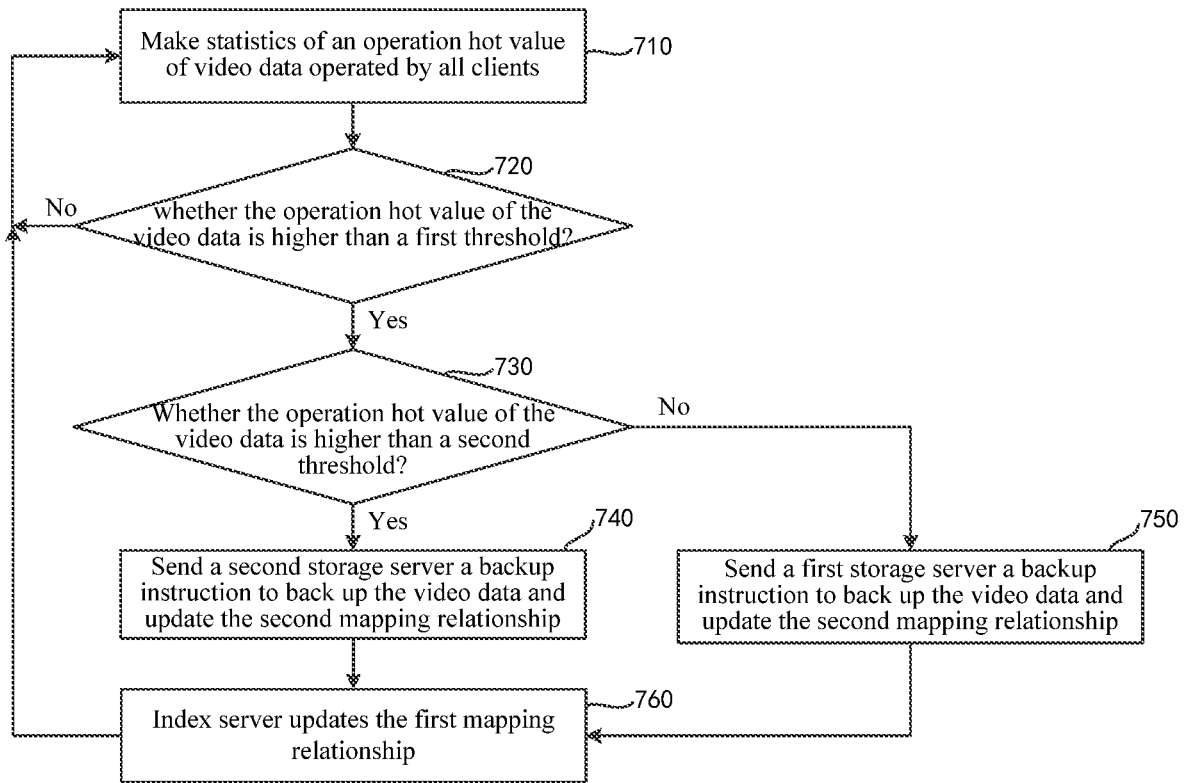 Make statistics of an operation hot value
of video data operated by all clients
710
720
whether the operation hot value of the
video data is higher than a first threshold?
No
Yes
730
Whether the operation hot value of the
video data is higher than a second
threshold?
No
Yes
740
Send a second storage server a backup
instruction to back up the video data and
update the second mapping relationship
750
Send a first storage server a backup
instruction to back up the video data and
update the second mapping relationship
760
Index server updates the first mapping
relationship